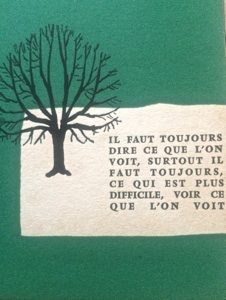 IL FAUT TOUJOURS
DIRE CE QUE L'ON
VOIT, SURTOUT IL
FAUT TOUJOURS,
CE QUI EST PLUS
DIFFICILE, VOIR CE
QUE L'ON VOIT